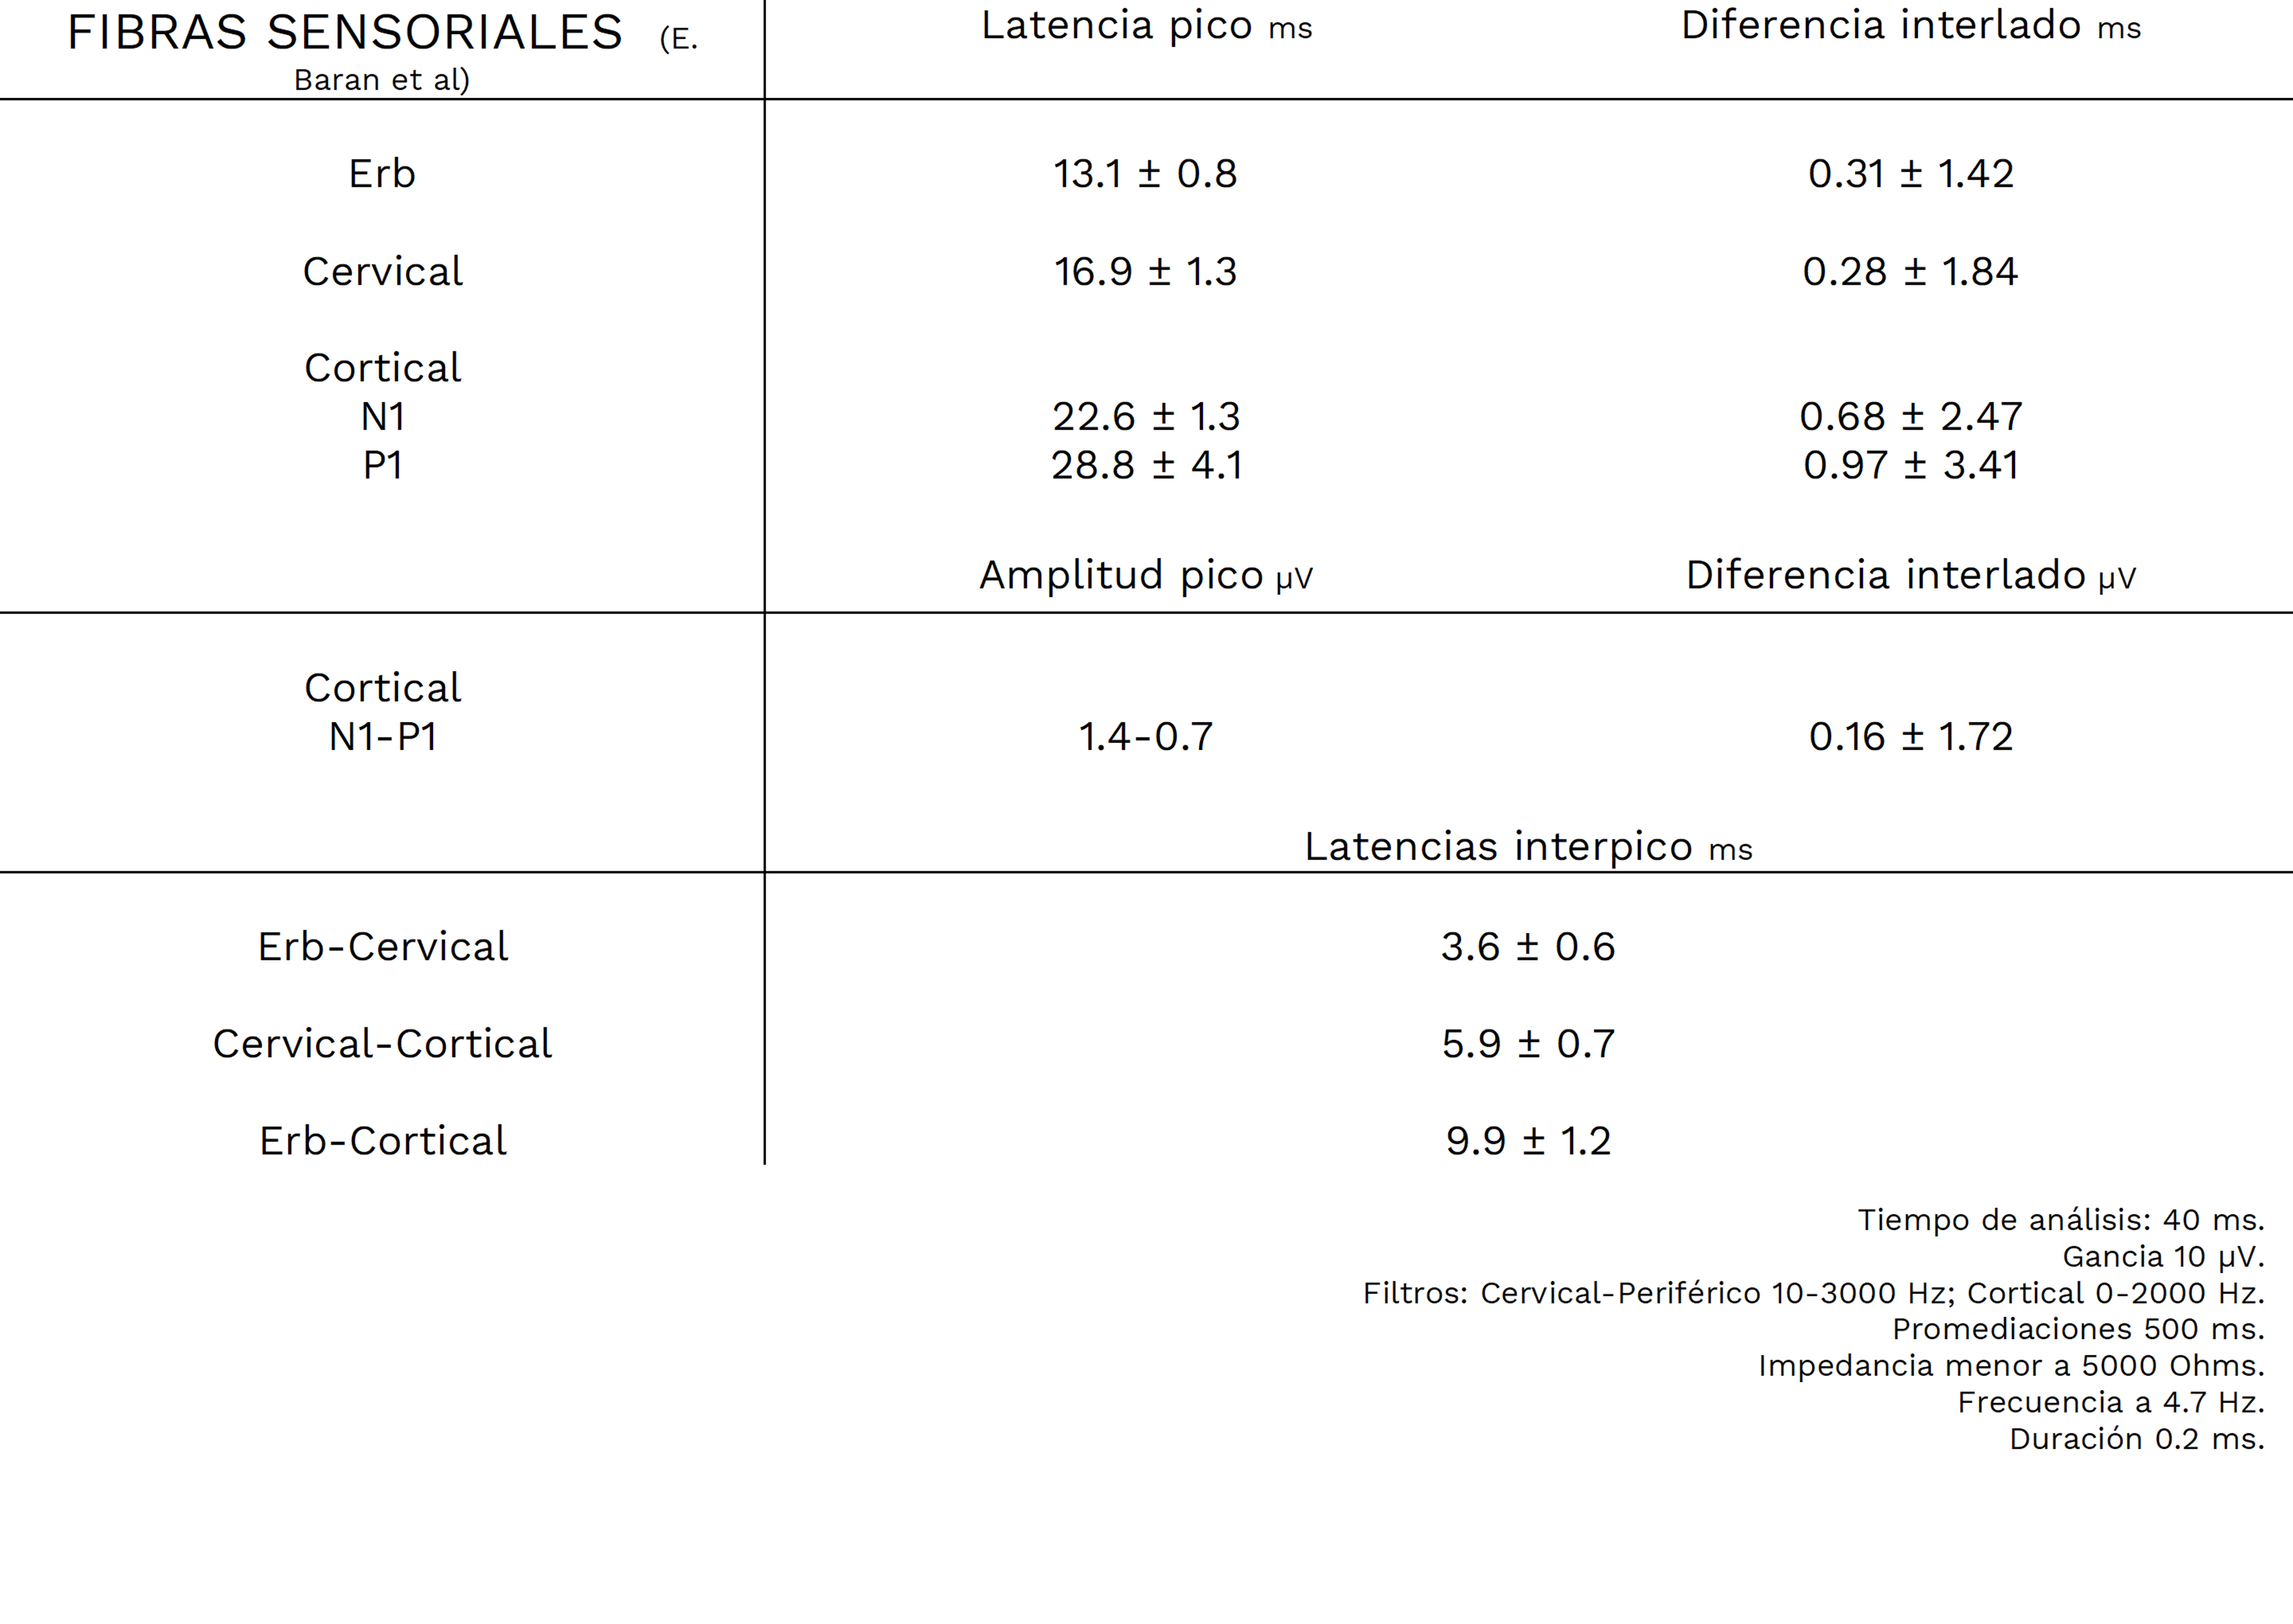 FIBRAS SENSORIALES (E. Latencia pico ms Diferencia interlado ms
Baran et al)
Erb 13.1 ± 0.8 0.31 ± 1.42
Cervical 16.9 ± 1.3 0.28 ± 1.84
Cortical
N1 22.6 ± 1.3 0.68 ± 2.47
P1 28.8 ± 4.1 0.97 ± 3.41
Amplitud pico µV Diferencia interlado µV
Cortical
N1-P1 1.4-0.7 0.16 ± 1.72
Latencias interpico ms
Erb-Cervical 3.6 ± 0.6
Cervical-Cortical 5.9 ± 0.7
Erb-Cortical 9.9 ± 1.2
Tiempo de análisis: 40 ms.
Gancia 10 µV.
Filtros: Cervical-Periférico 10-3000 Hz; Cortical 0-2000 Hz.
Promediaciones 500 ms.
Impedancia menor a 5000 Ohms.
Frecuencia a 4.7 Hz.
Duración 0.2 ms.